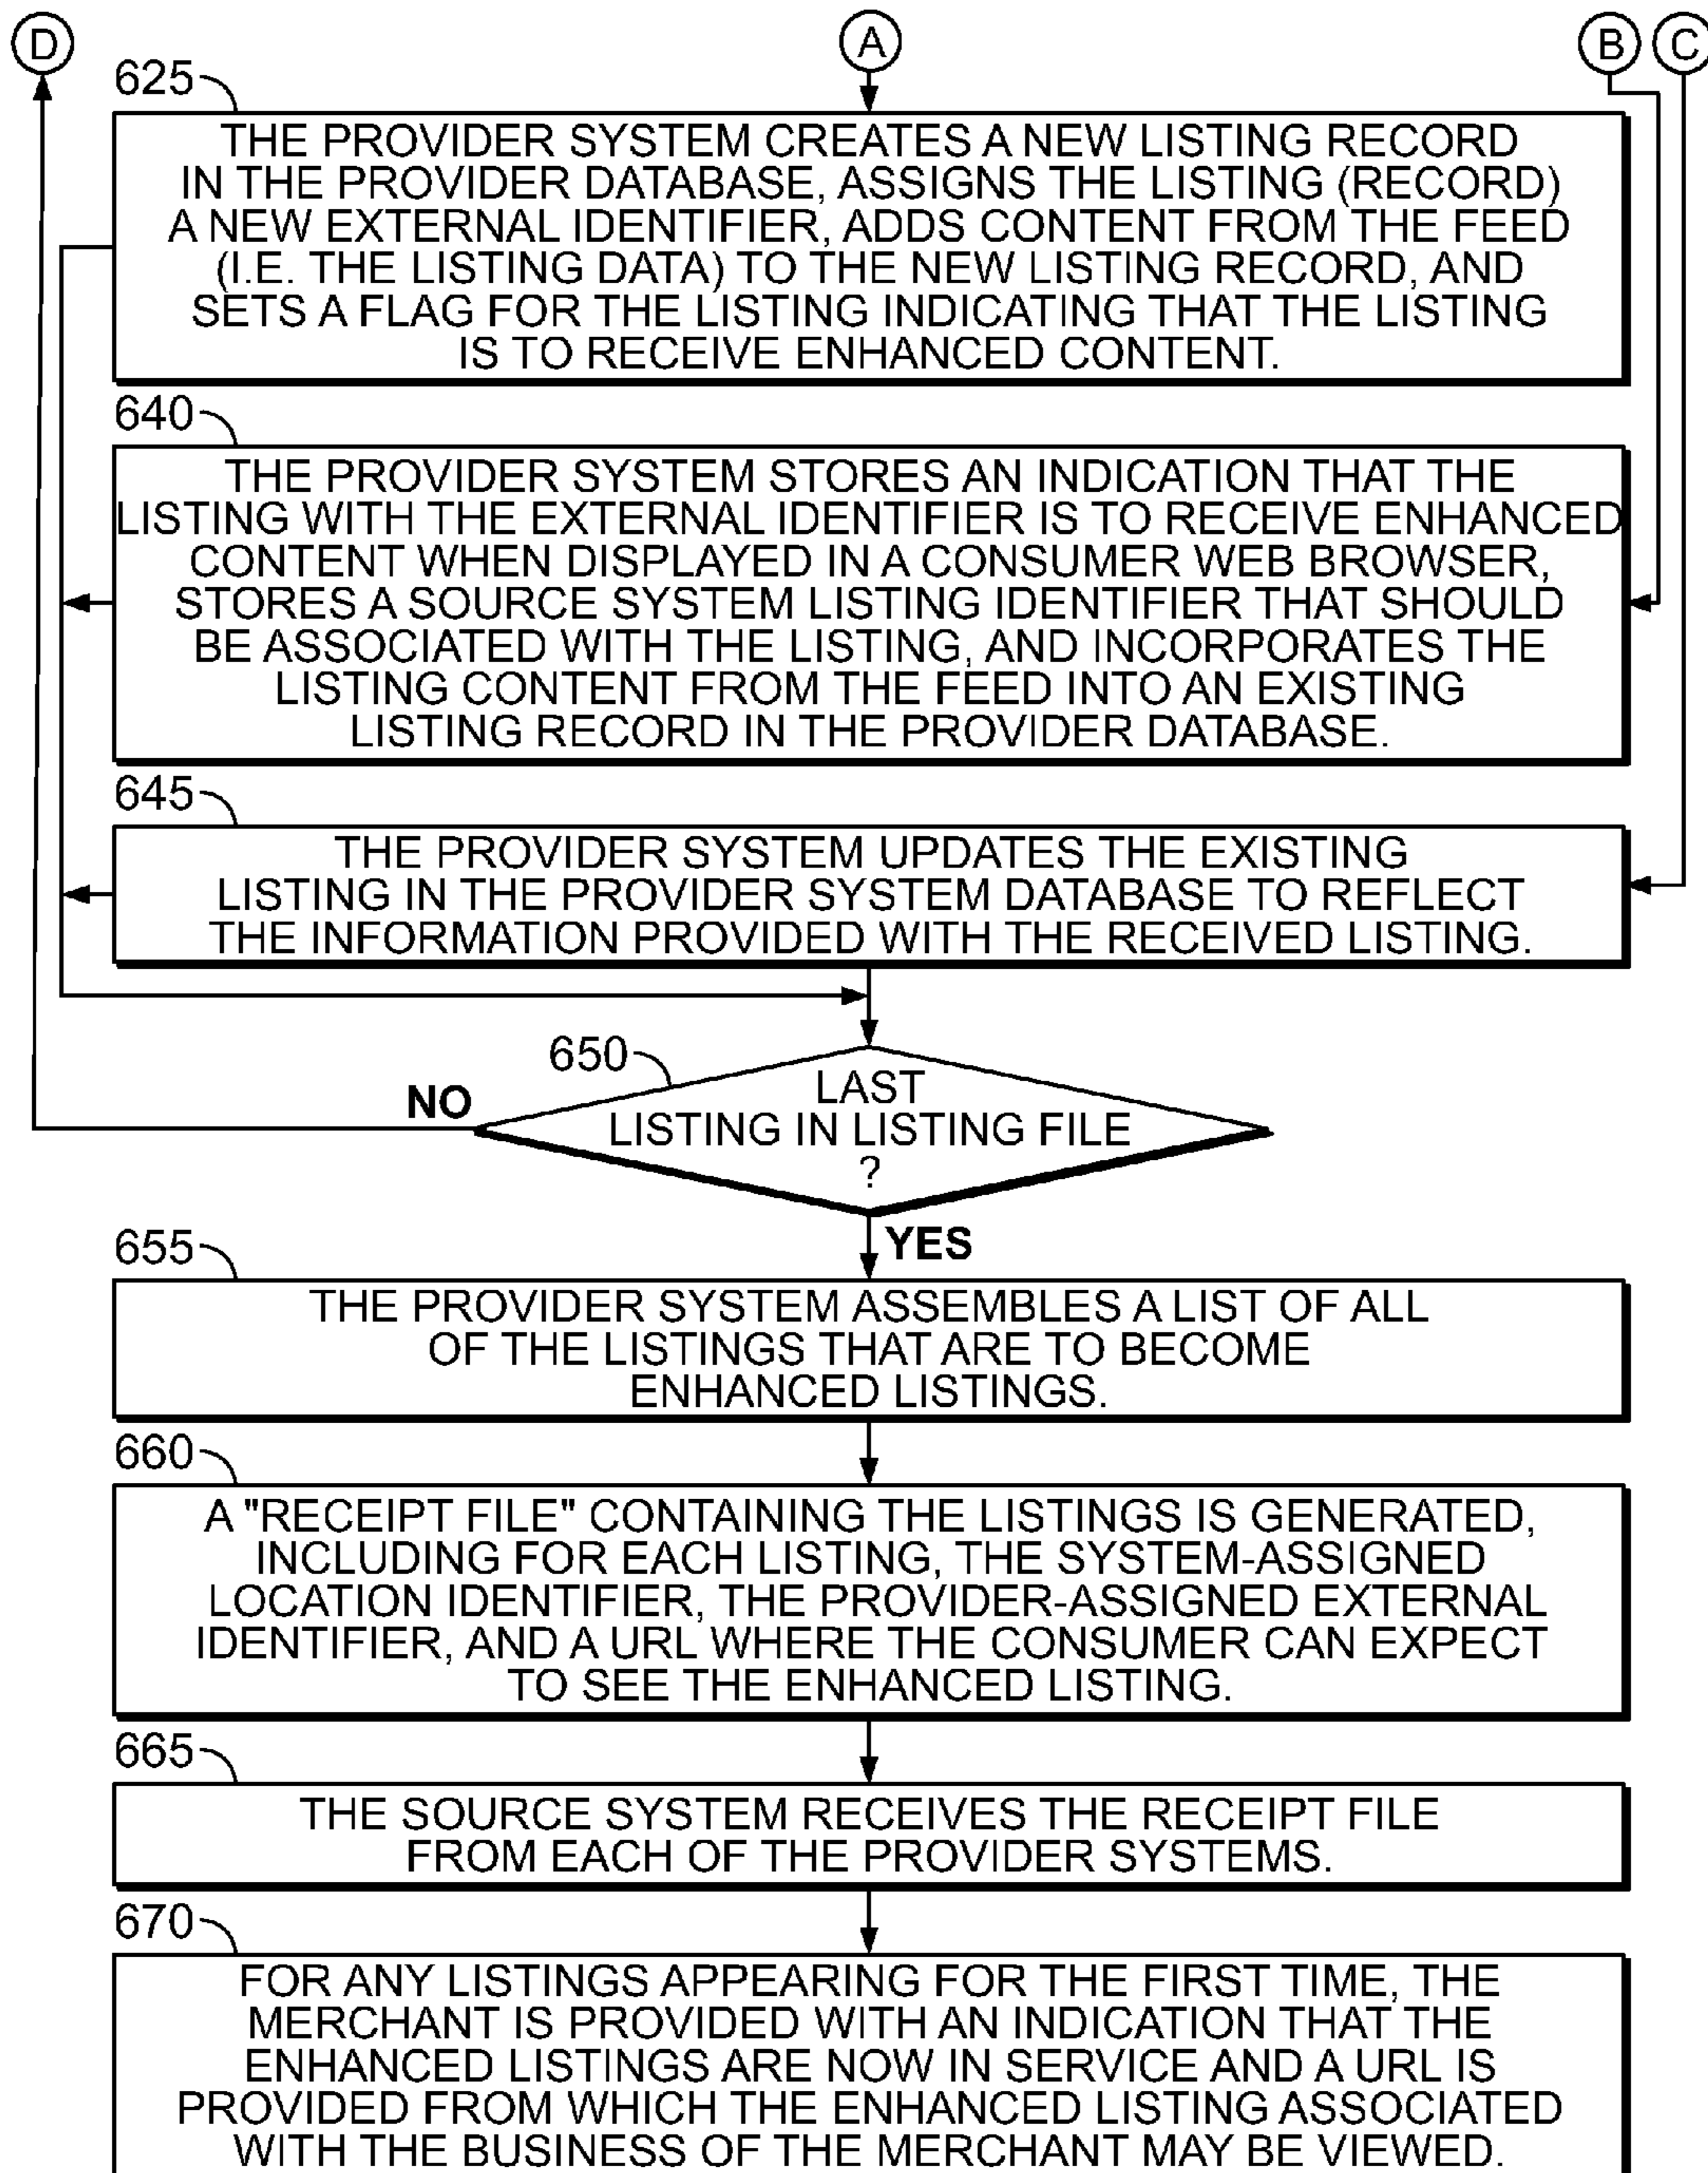 D
A
B
C
625
THE PROVIDER SYSTEM CREATES A NEW LISTING RECORD
IN THE PROVIDER DATABASE, ASSIGNS THE LISTING (RECORD)
A NEW EXTERNAL IDENTIFIER, ADDS CONTENT FROM THE FEED
(I.E. THE LISTING DATA) TO THE NEW LISTING RECORD, AND
SETS A FLAG FOR THE LISTING INDICATING THAT THE LISTING
IS TO RECEIVE ENHANCED CONTENT.
640
THE PROVIDER SYSTEM STORES AN INDICATION THAT THE
LISTING WITH THE EXTERNAL IDENTIFIER IS TO RECEIVE ENHANCED
CONTENT WHEN DISPLAYED IN A CONSUMER WEB BROWSER,
STORES A SOURCE SYSTEM LISTING IDENTIFIER THAT SHOULD
BE ASSOCIATED WITH THE LISTING, AND INCORPORATES THE
LISTING CONTENT FROM THE FEED INTO AN EXISTING
LISTING RECORD IN THE PROVIDER DATABASE.
645
THE PROVIDER SYSTEM UPDATES THE EXISTING
LISTING IN THE PROVIDER SYSTEM DATABASE TO REFLECT
THE INFORMATION PROVIDED WITH THE RECEIVED LISTING.
650
LAST
LISTING IN LISTING FILE
?
NO
YES
655
THE PROVIDER SYSTEM ASSEMBLES A LIST OF ALL
OF THE LISTINGS THAT ARE TO BECOME
ENHANCED LISTINGS.
660
A "RECEIPT FILE" CONTAINING THE LISTINGS IS GENERATED,
INCLUDING FOR EACH LISTING, THE SYSTEM-ASSIGNED
LOCATION IDENTIFIER, THE PROVIDER-ASSIGNED EXTERNAL
IDENTIFIER, AND A URL WHERE THE CONSUMER CAN EXPECT
TO SEE THE ENHANCED LISTING.
665
THE SOURCE SYSTEM RECEIVES THE RECEIPT FILE
FROM EACH OF THE PROVIDER SYSTEMS.
670
FOR ANY LISTINGS APPEARING FOR THE FIRST TIME, THE
MERCHANT IS PROVIDED WITH AN INDICATION THAT THE
ENHANCED LISTINGS ARE NOW IN SERVICE AND A URL IS
PROVIDED FROM WHICH THE ENHANCED LISTING ASSOCIATED
WITH THE BUSINESS OF THE MERCHANT MAY BE VIEWED.